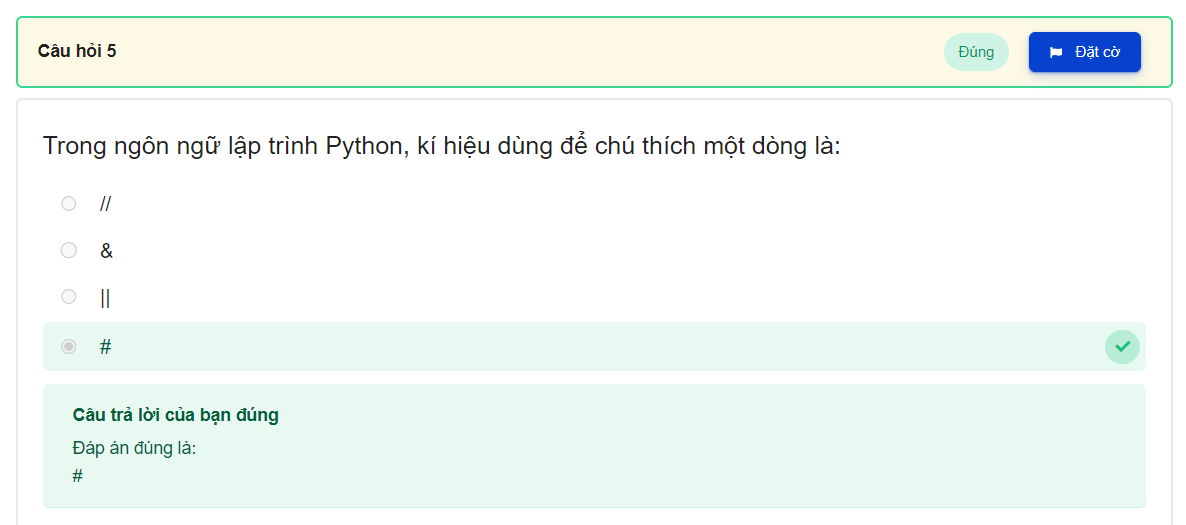 Câu hỏi 5
Đúng
Đặt cờ
Trong ngôn ngữ lập trình Python, kí hiệu dùng để chú thích một dòng là:
//
&
||
#
Câu trả lời của bạn đúng
Đáp án đúng là:
#